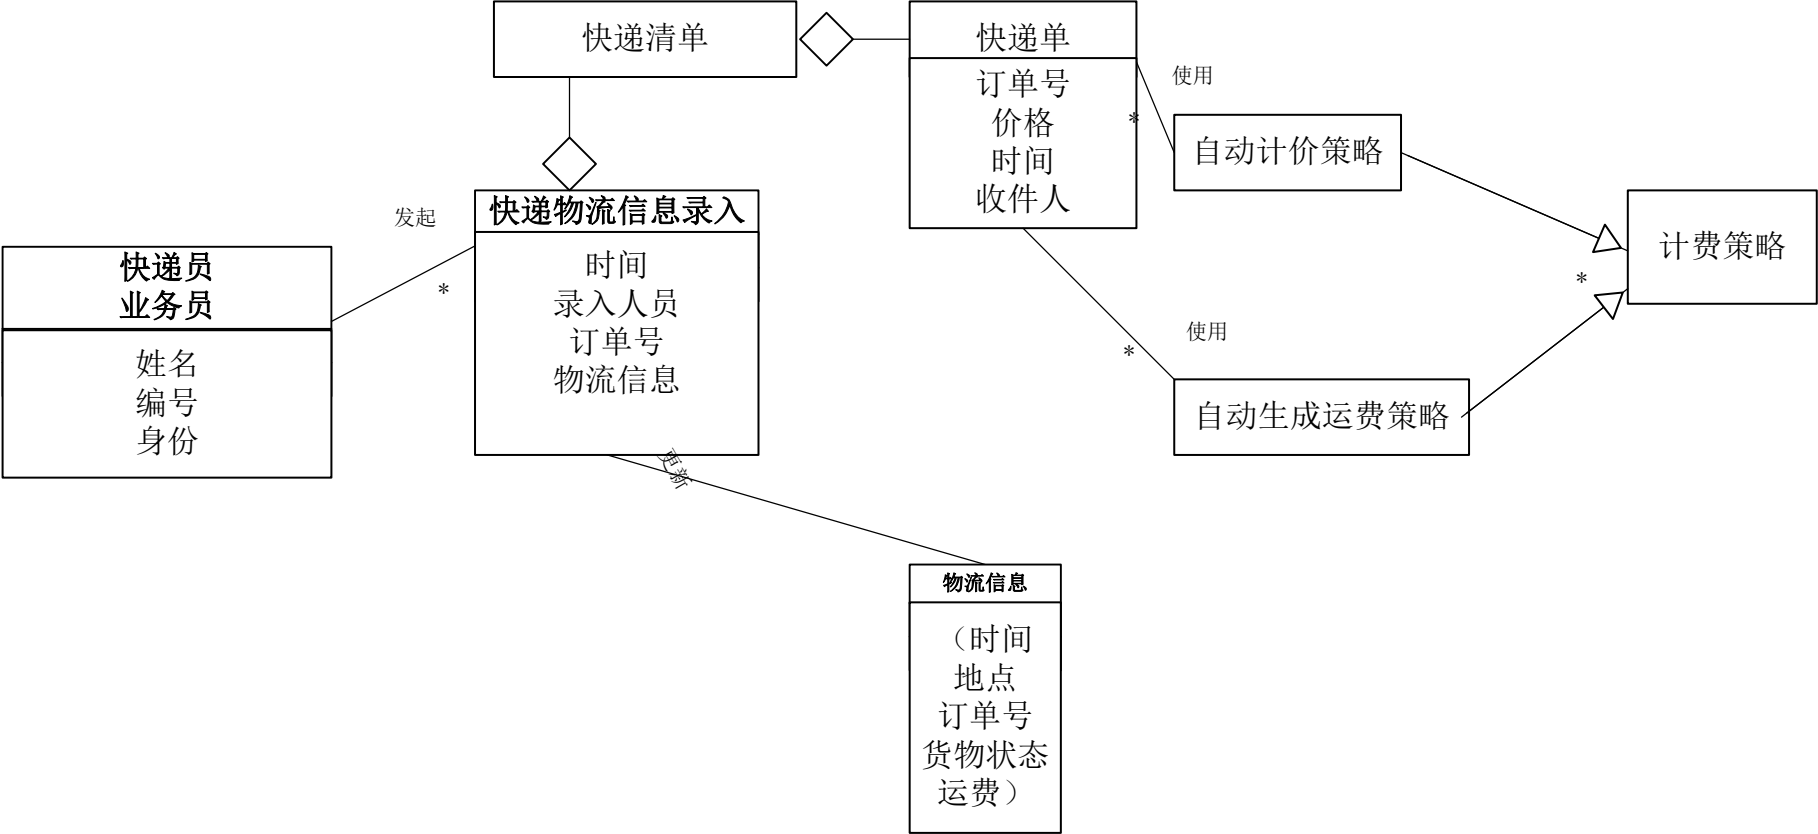 快递清单
快递单
订单号
价格
时间
收件人
*
使用
自动计价策略
计费策略
*
使用
*
自动生成运费策略
快递物流信息录入
时间
录入人员
订单号
物流信息
发起
*
快递员
业务员
姓名
编号
身份
更新
物流信息
（时间
地点
订单号
货物状态
运费）